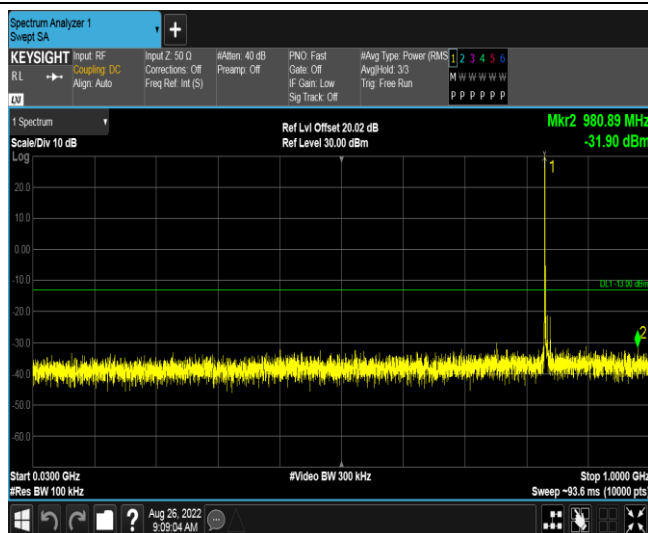 Spectrum Analyzer 1
Swept SA
+
KEYSIGHT
RL
LXI
Input: RF
Coupling: DC
Align: Auto
Input Z: 50 Ω
Corrections: Off
Freq Ref: Int (S)
#Atten: 40 dB
Preamp: Off
PNO: Fast
Gate: Off
IF Gain: Low
Sig Track: Off
#Avg Type: Power (RMS
Avg|Hold: 3/3
Trig: Free Run
1 2 3 4 5 6
M W W W W W
P P P P P P
1 Spectrum
Scale/Div 10 dB
Ref Lvl Offset 20.02 dB
Ref Level 30.00 dBm
Mkr2 980.89 MHz
-31.90 dBm
Log
1
20.0
10.0
0.00
-10.0
DL1 -13.00 dBm
-20.0
-30.0
2
-40.0
-50.0
-60.0
Start 0.0300 GHz
#Video BW 300 kHz
Stop 1.0000 GHz
#Res BW 100 kHz
Sweep ~93.6 ms (10000 pts)
?
Aug 26, 2022
9:09:04 AM